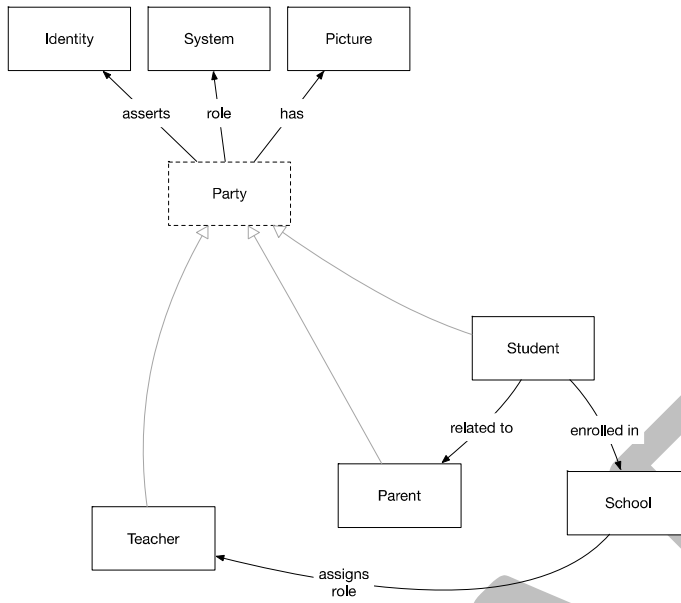 Identity
System
Picture
asserts
role
has
Party
Student
related to
enrolled in
Parent
School
Teacher
assigns
role